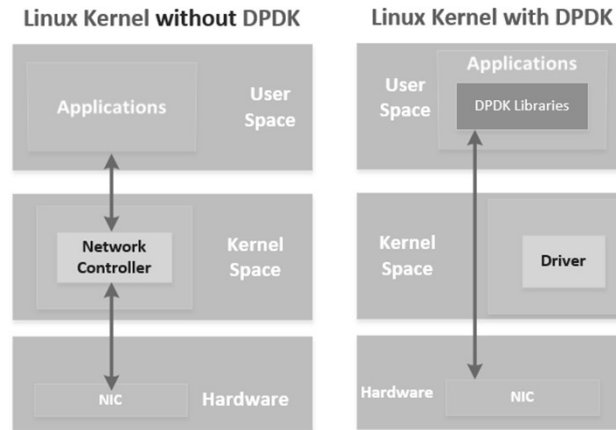 Linux Kernel without DPDK
Applications
User
Space
Network
Controller
Kernel
Space
NIC
Hardware
Linux Kernel with DPDK
User
Space
Applications
DPDK Libraries
Kernel
Space
Driver
Hardware
NIC